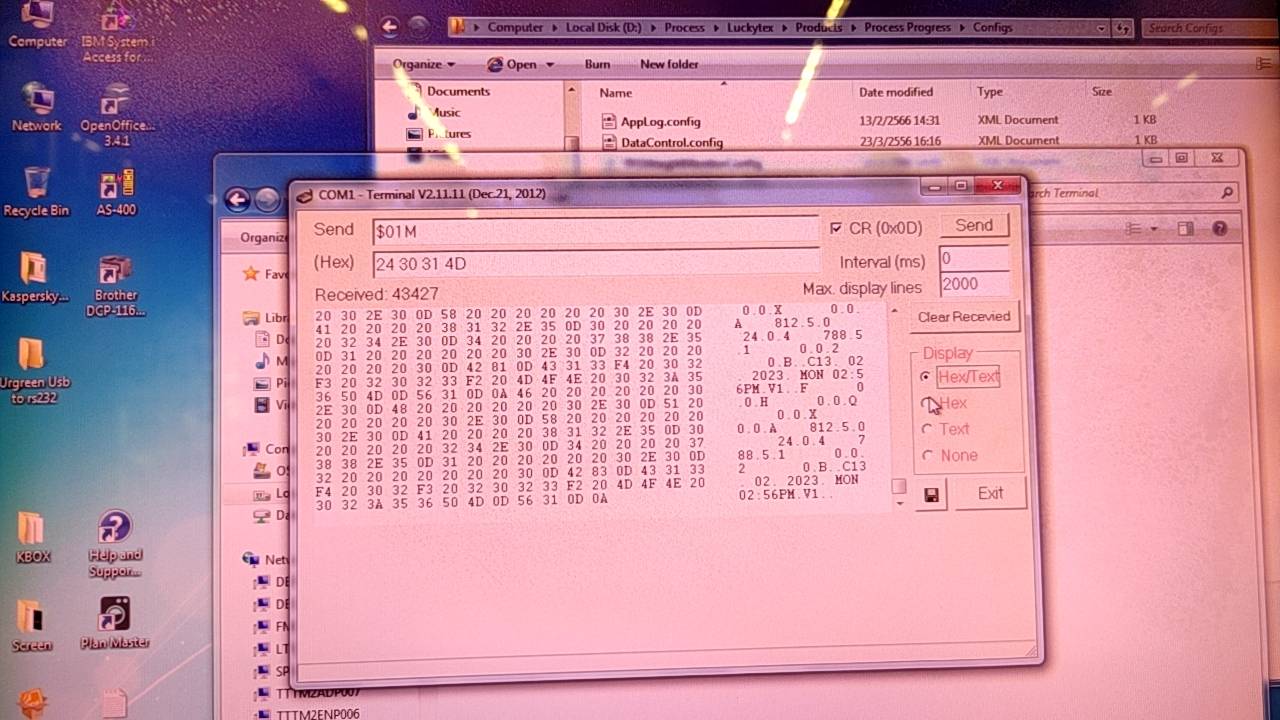 Computer
IBM System i
Access for ...
Network
OpenOffice...
3.4.1
Recycle Bin
AS-400
Kaspersky...
Brother
DCP-116...
Urgreen Usb
to rs232
KBOX
Help and
Suppor...
Screen
Plan Master
Computer
Local Disk (D:)
Process
Luckytex
Products
Process Progress
Configs
Search Configs
Organize
Open
Burn
New folder
Documents
Music
Pictures
Name
Date modified
Type
Size
AppLog.config
13/2/2566 14:31
XML Document
1 KB
DataControl.config
23/3/2556 16:16
XML Document
1 KB
arch Terminal
Organiz
Favo
Libra
Do
M
Pi
Vi
Com
OS
Lo
Da
Netv
DE
DE
FN
LT
SP
TTTM2ADP007
TTTM2ENP006
COM1 - Terminal V2.11.11 (Dec.21, 2012)
Send
$01M
CR (0x0D)
Send
(Hex)
24 30 31 4D
Interval (ms)
0
Received: 43427
Max. display lines
2000
20 30 2E 30 0D 58 20 20 20 20 20 20 30 2E 30 0D 0.0.X 0.0.
41 20 20 20 20 38 31 32 2E 35 0D 30 20 20 20 20 A 812.5.0
20 32 34 2E 30 0D 34 20 20 20 20 37 38 38 2E 35 24.0.4 788.5
0D 31 20 20 20 20 20 20 30 2E 30 0D 32 20 20 20 .1 0.0.2
20 20 20 20 30 0D 42 81 0D 43 31 33 F4 20 30 32 0.B..C13. 02
F3 20 32 30 32 33 F2 20 4D 4F 4E 20 30 32 3A 35 . 2023. MON 02:5
36 50 4D 0D 56 31 0D 0A 46 20 20 20 20 20 20 30 6PM.V1..F 0
2E 30 0D 48 20 20 20 20 20 20 30 2E 30 0D 51 20 .0.H 0.0.Q
20 20 20 20 20 30 2E 30 0D 58 20 20 20 20 20 20 0.0.X
30 2E 30 0D 41 20 20 20 20 38 31 32 2E 35 0D 30 0.0.A 812.5.0
20 20 20 20 20 32 34 2E 30 0D 34 20 20 20 20 37 24.0.4 7
38 38 2E 35 0D 31 20 20 20 20 20 20 30 2E 30 0D 88.5.1 0.0.
32 20 20 20 20 20 20 20 30 0D 42 83 0D 43 31 33 2 0.B..C13
F4 20 30 32 F3 20 32 30 32 33 F2 20 4D 4F 4E 20 . 02. 2023. MON
30 32 3A 35 36 50 4D 0D 56 31 0D 0A 02:56PM.V1..
Clear Recevied
Display
Hex/Text
Hex
Text
None
Exit